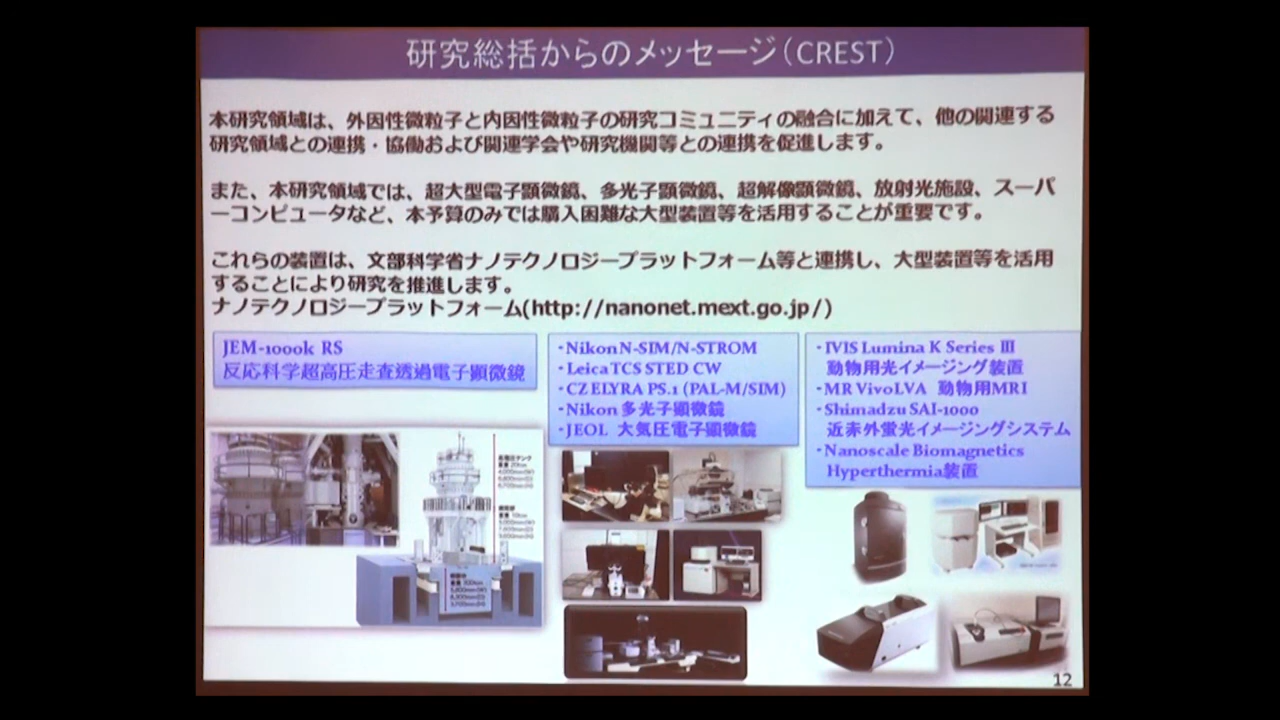 研究総括からのメッセージ（CREST）
本研究領域は、外因性微粒子と内因性微粒子の研究コミュニティの融合に加えて、他の関連する
研究領域との連携・協働および関連学会や研究機関等との連携を促進します。
また、本研究領域では、超大型電子顕微鏡、多光子顕微鏡、超解像顕微鏡、放射光施設、スーパ
ーコンピュータなど、本予算のみでは購入困難な大型装置等を活用することが重要です。
これらの装置は、文部科学省ナノテクノロジープラットフォーム等と連携し、大型装置等を活用
することにより研究を推進します。
ナノテクノロジープラットフォーム(http://nanonet.mext.go.jp/)
JEM-1000k RS
反応科学超高圧走査透過電子顕微鏡
・Nikon N-SIM/N-STROM
・Leica TCS STED CW
・CZ ELYRA PS.1 (PAL-M/SIM)
・Nikon 多光子顕微鏡
・JEOL 大気圧電子顕微鏡
・IVIS Lumina K Series Ⅲ
動物用光イメージング装置
・MR VivoLVA 動物用MRI
・Shimadzu SAI-1000
近赤外蛍光イメージングシステム
・Nanoscale Biomagnetics
Hyperthermia装置
12